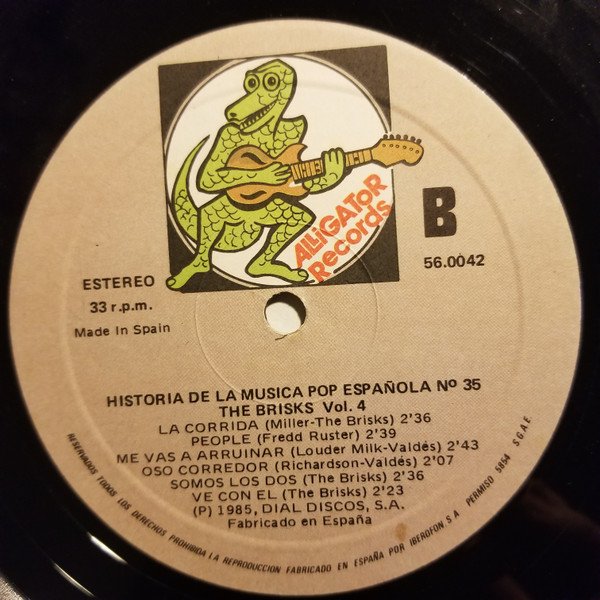 ALLiGAToR
Records
B
56.0042
ESTEREO
33 r.p.m.
Made In Spain
HISTORIA DE LA MUSICA POP ESPAÑOLA Nº 35
THE BRISKS Vol. 4
LA CORRIDA (Miller-The Brisks) 2'36
PEOPLE (Fredd Ruster) 2'39
ME VAS A ARRUINAR (Louder Milk-Valdés) 2'43
OSO CORREDOR (Richardson-Valdés) 2'07
SOMOS LOS DOS (The Brisks) 2'36
VE CON EL (The Brisks) 2'23
(P) 1985, DIAL DISCOS, S.A.
Fabricado en España
RESERVADOS TODOS LOS DERECHOS PROHIBIDA LA REPRODUCCION FABRICADO EN ESPAÑA POR IBEROFON S A PERMISO 5854 S.G.A.E.